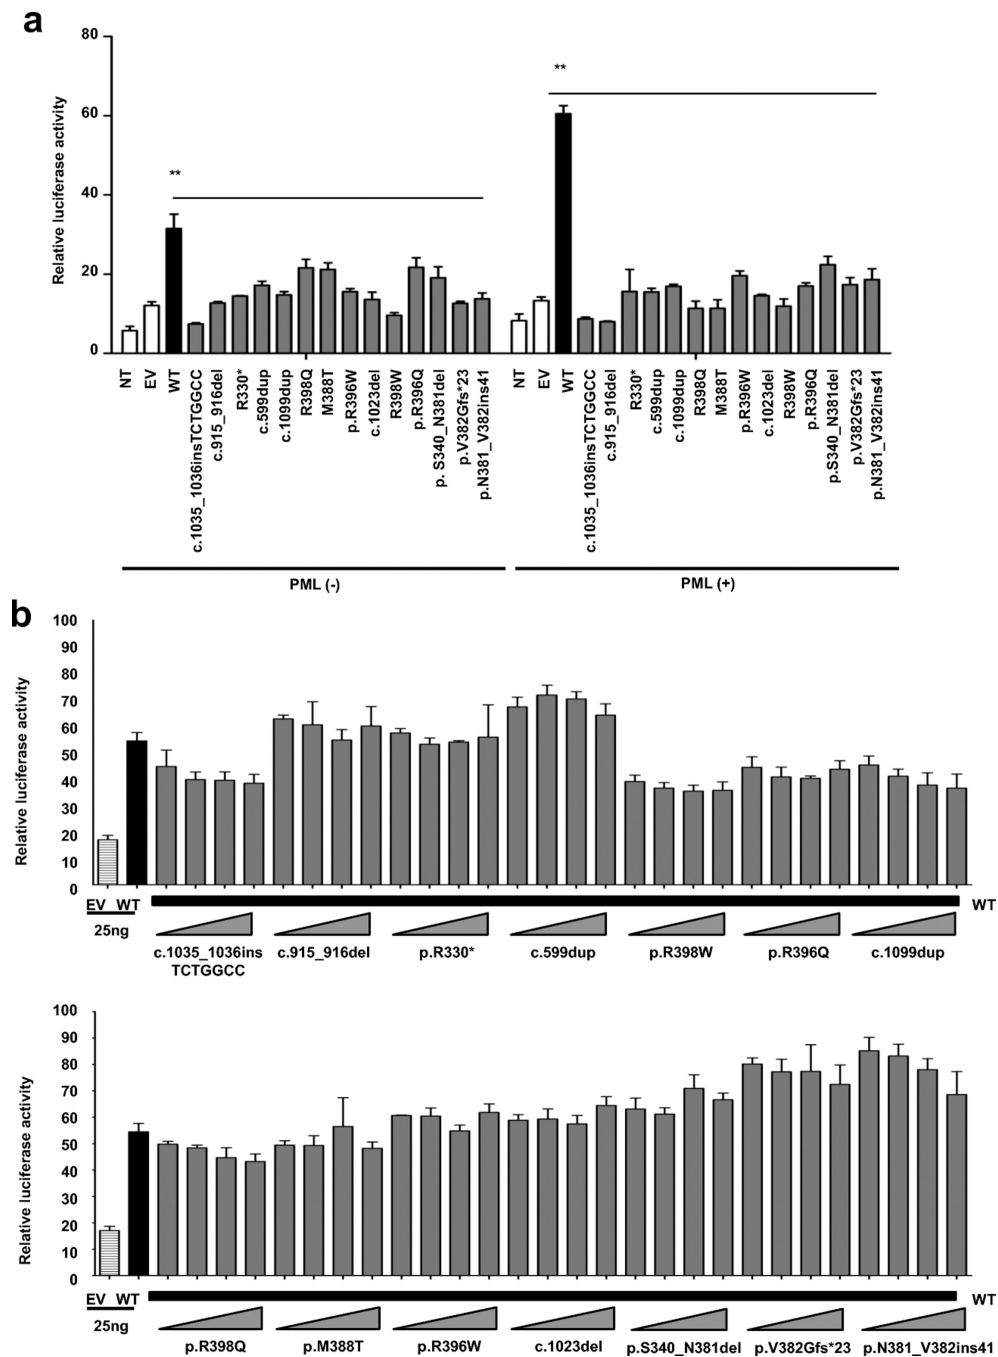 a
Relative luciferase activity
80
60
40
20
0
**
**
NT
EV
WT
c.1035_1036insTCTGGCC
c.915_916del
R330*
c.599dup
c.1099dup
R398Q
M388T
p.R396W
c.1023del
R398W
p.R396Q
p. S340_N381del
p.V382Gfs*23
p.N381_V382ins41
NT
EV
WT
c.1035_1036insTCTGGCC
c.915_916del
R330*
c.599dup
c.1099dup
R398Q
M388T
p.R396W
c.1023del
R398W
p.R396Q
p.S340_N381del
p.V382Gfs*23
p.N381_V382ins41
PML (-)
PML (+)
b
Relative luciferase activity
100
90
80
70
60
50
40
30
20
10
0
EV WT
WT
25ng
c.1035_1036ins
TCTGGCC
c.915_916del
p.R330*
c.599dup
p.R398W
p.R396Q
c.1099dup
Relative luciferase activity
100
90
80
70
60
50
40
30
20
10
0
EV WT
WT
25ng
p.R398Q
p.M388T
p.R396W
c.1023del
p.S340_N381del
p.V382Gfs*23
p.N381_V382ins41